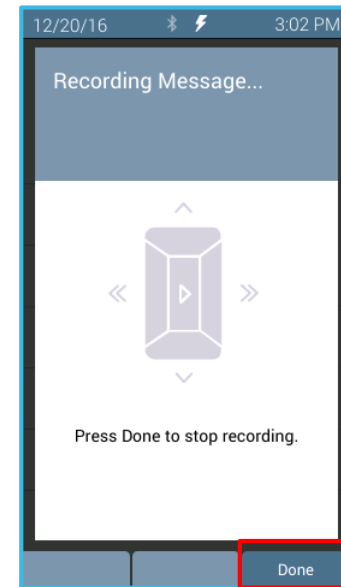 12/20/16 3:02 PM
Recording Message...
Press Done to stop recording.
Done